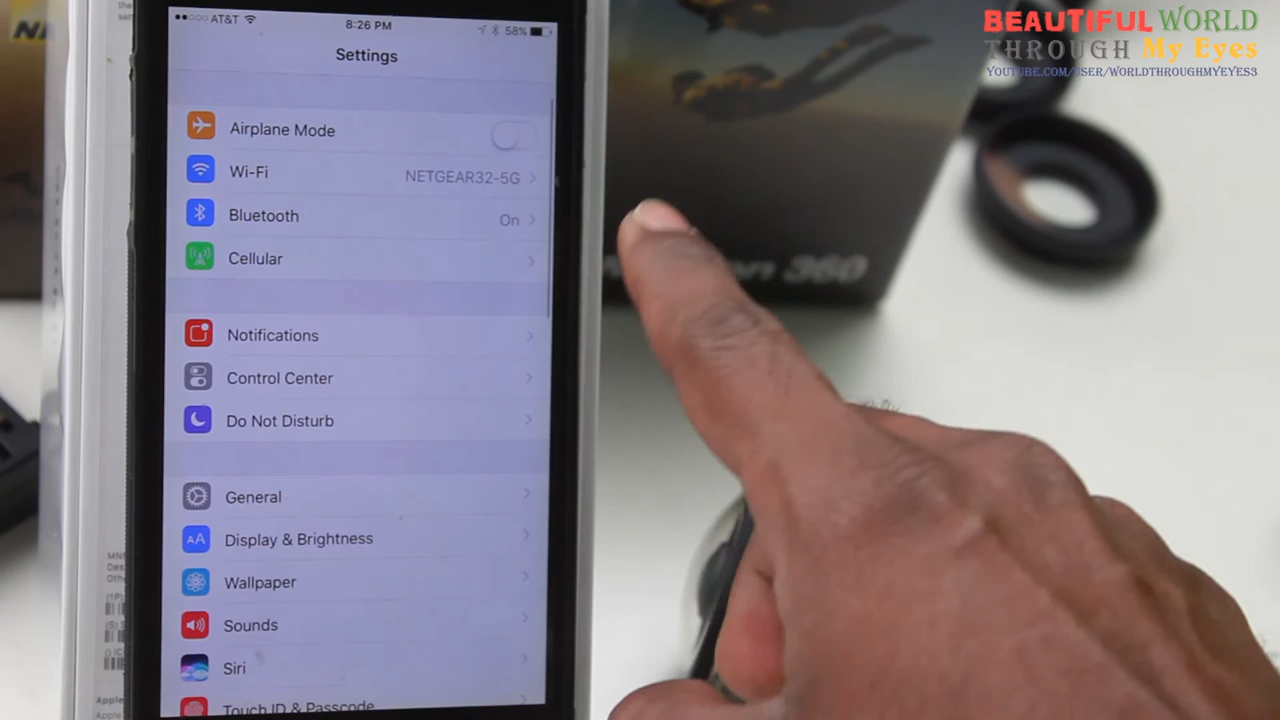 AT&T 8:26 PM 58%
Settings
Airplane Mode
Wi-Fi NETGEAR32-5G
Bluetooth On
Cellular
Notifications
Control Center
Do Not Disturb
General
Display & Brightness
Wallpaper
Sounds
Siri
Touch ID & Passcode
BEAUTIFUL WORLD
THROUGH My Eyes
YOUTUBE.COM/USER/WORLDTHROUGHMYEYES3
360
Apple